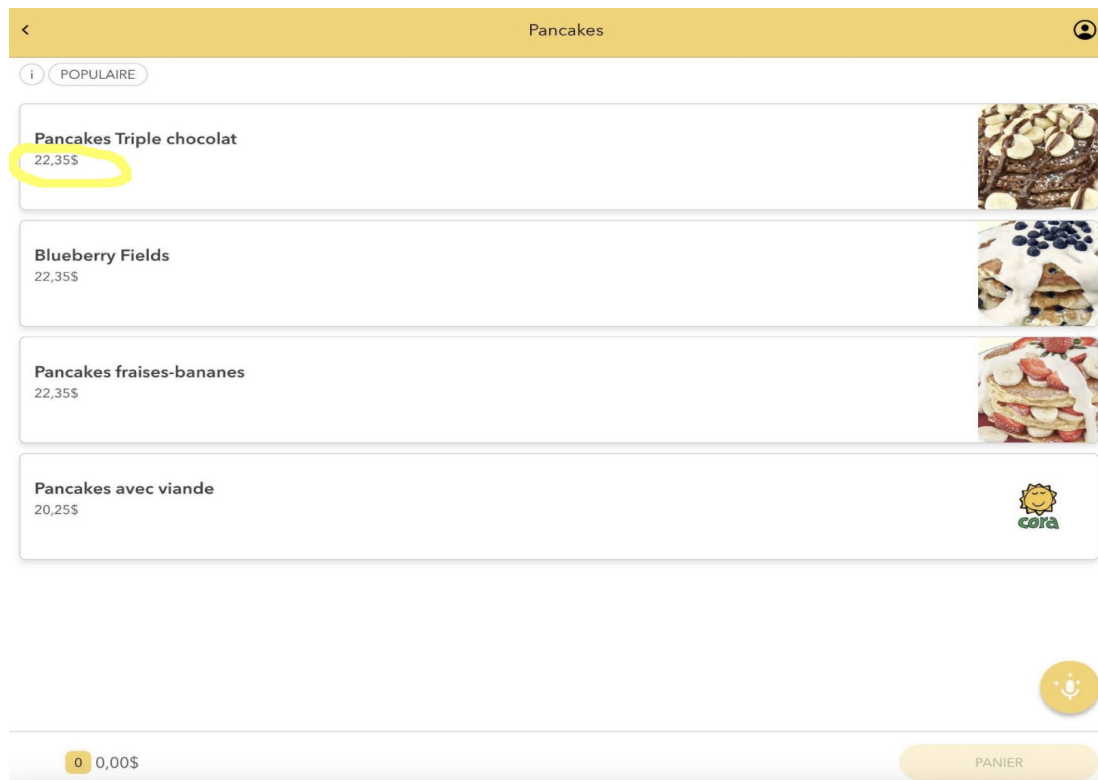 Pancakes
i POPULAIRE
Pancakes Triple chocolat
22,35$
Blueberry Fields
22,35$
Pancakes fraises-bananes
22,35$
Pancakes avec viande
20,25$
cora
0 0,00$
PANIER